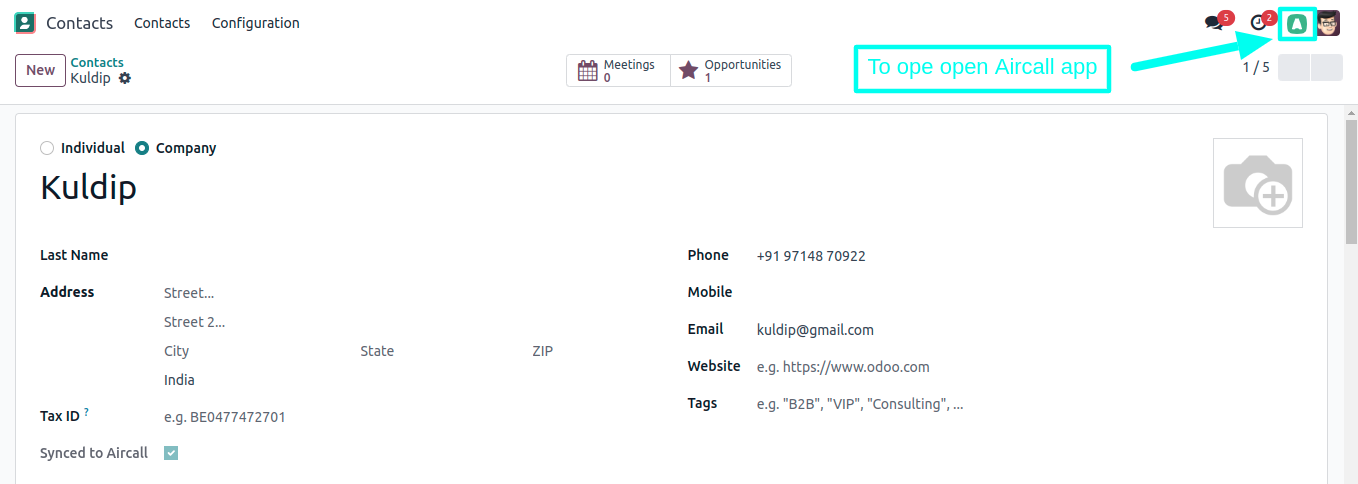 Contacts Contacts Configuration 5 2
New Contacts Kuldip
Meetings 0
Opportunities 1
To ope open Aircall app
1 / 5
Individual Company
Kuldip
Last Name
Address Street...
Street 2...
City State ZIP
India
Tax ID ? e.g. BE0477472701
Synced to Aircall
Phone +91 97148 70922
Mobile
Email kuldip@gmail.com
Website e.g. https://www.odoo.com
Tags e.g. "B2B", "VIP", "Consulting", ...